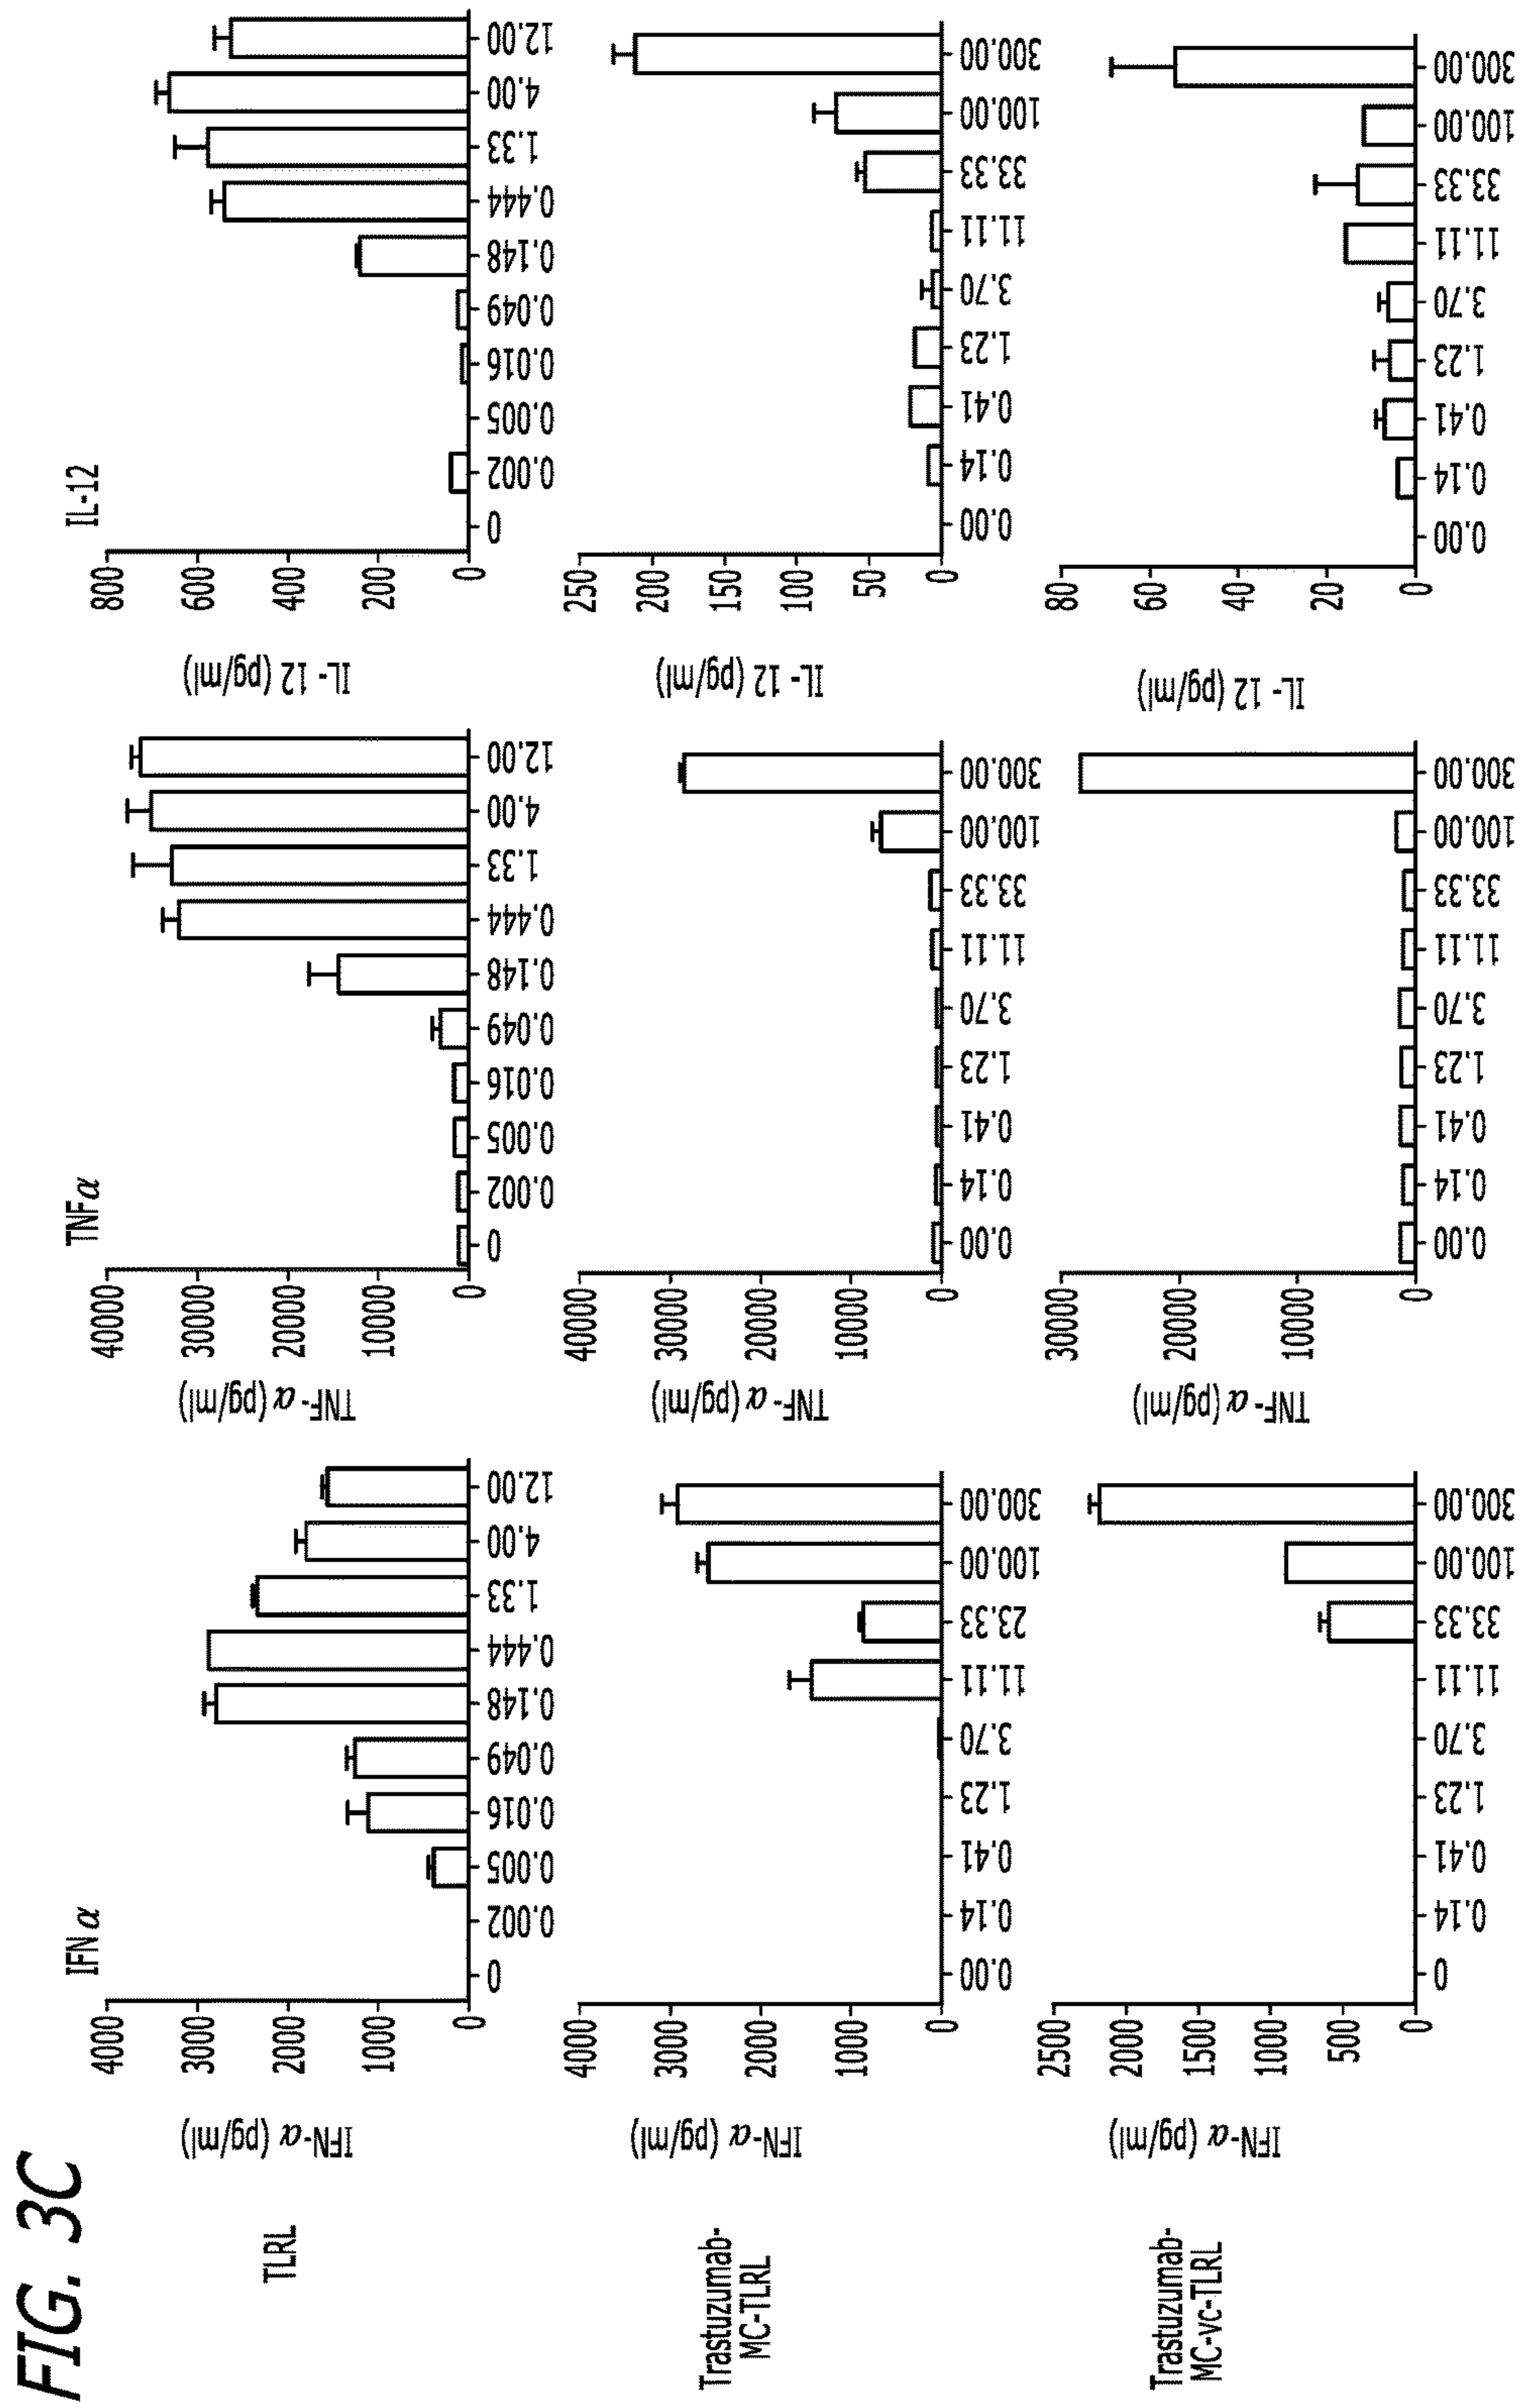 FIG. 3C
IFNα
TNFα
IL-12
TLRL
IFN-α (pg/ml)
4000
3000
2000
1000
0
0 0.002 0.005 0.016 0.049 0.148 0.444 1.33 4.00 12.00
TNF-α (pg/ml)
40000
30000
20000
10000
0
0 0.002 0.005 0.016 0.049 0.148 0.444 1.33 4.00 12.00
IL-12 (pg/ml)
800
600
400
200
0
0 0.002 0.005 0.016 0.049 0.148 0.444 1.33 4.00 12.00
Trastuzumab-
MC-TLRL
IFN-α (pg/ml)
4000
3000
2000
1000
0
0.00 0.14 0.41 1.23 3.70 11.11 23.33 100.00 300.00
TNF-α (pg/ml)
40000
30000
20000
10000
0
0.00 0.14 0.41 1.23 3.70 11.11 33.33 100.00 300.00
IL-12 (pg/ml)
250
200
150
100
50
0
0.00 0.14 0.41 1.23 3.70 11.11 33.33 100.00 300.00
Trastuzumab-
MC-vc-TLRL
IFN-α (pg/ml)
2500
2000
1000
5000
0
0 0.14 0.41 1.23 3.70 11.11 33.33 100.00 300.00
TNF-α (pg/ml)
30000
20000
10000
0
0.00 0.14 0.41 1.23 3.70 11.11 33.33 100.00 300.00
IL-12 (pg/ml)
80
60
40
20
0
0.00 0.14 0.41 1.23 3.70 11.11 33.33 100.00 300.00